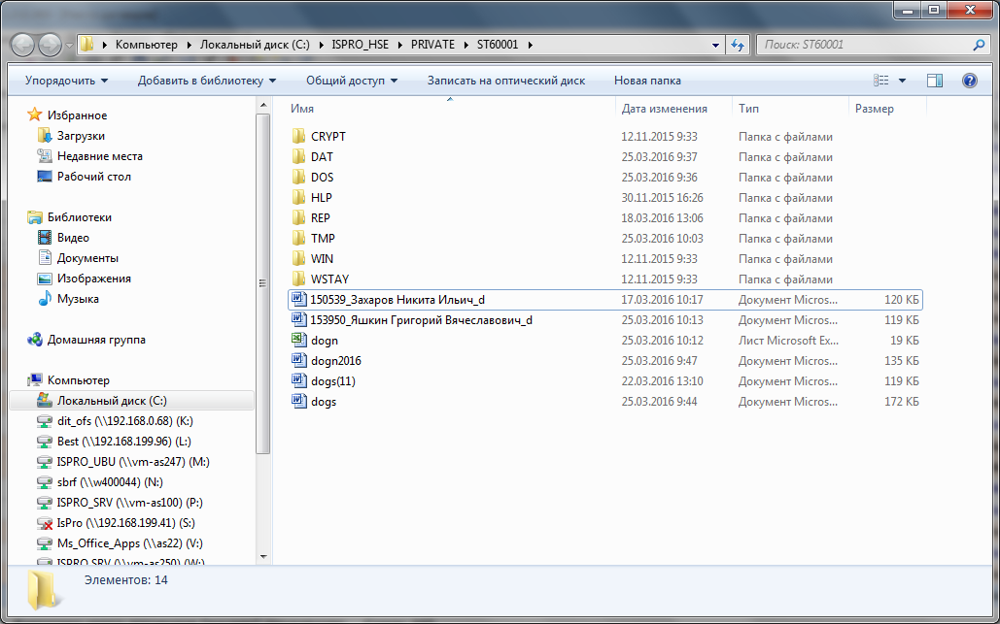 Компьютер Локальный диск (C:) ISPRO_HSE PRIVATE ST60001 Поиск: ST60001
Упорядочить Добавить в библиотеку Общий доступ Записать на оптический диск Новая папка
Избранное
Загрузки
Недавние места
Рабочий стол
Библиотеки
Видео
Документы
Изображения
Музыка
Домашняя группа
Компьютер
Локальный диск (C:)
dit_ofs (\\192.168.0.68) (K:)
Best (\\192.168.199.96) (L:)
ISPRO_UBU (\\vm-as247) (M:)
sbrf (\\w400044) (N:)
ISPRO_SRV (\\vm-as100) (P:)
IsPro (\\192.168.199.41) (S:)
Ms_Office_Apps (\\as22) (V:)
ISPRO_SRV (\\vm-as250) (W:)
Имя Дата изменения Тип Размер
CRYPT 12.11.2015 9:33 Папка с файлами
DAT 25.03.2016 9:37 Папка с файлами
DOS 25.03.2016 9:36 Папка с файлами
HLP 30.11.2015 16:26 Папка с файлами
REP 18.03.2016 13:06 Папка с файлами
TMP 25.03.2016 10:03 Папка с файлами
WIN 12.11.2015 9:33 Папка с файлами
WSTAY 12.11.2015 9:33 Папка с файлами
150539_Захаров Никита Ильич_d 17.03.2016 10:17 Документ Micros... 120 КБ
153950_Яшкин Григорий Вячеславович_d 25.03.2016 10:13 Документ Micros... 119 КБ
dogn 25.03.2016 10:12 Лист Microsoft Ex... 19 КБ
dogn2016 25.03.2016 9:47 Документ Micros... 135 КБ
dogs(11) 22.03.2016 13:10 Документ Micros... 119 КБ
dogs 25.03.2016 9:44 Документ Micros... 172 КБ
Элементов: 14